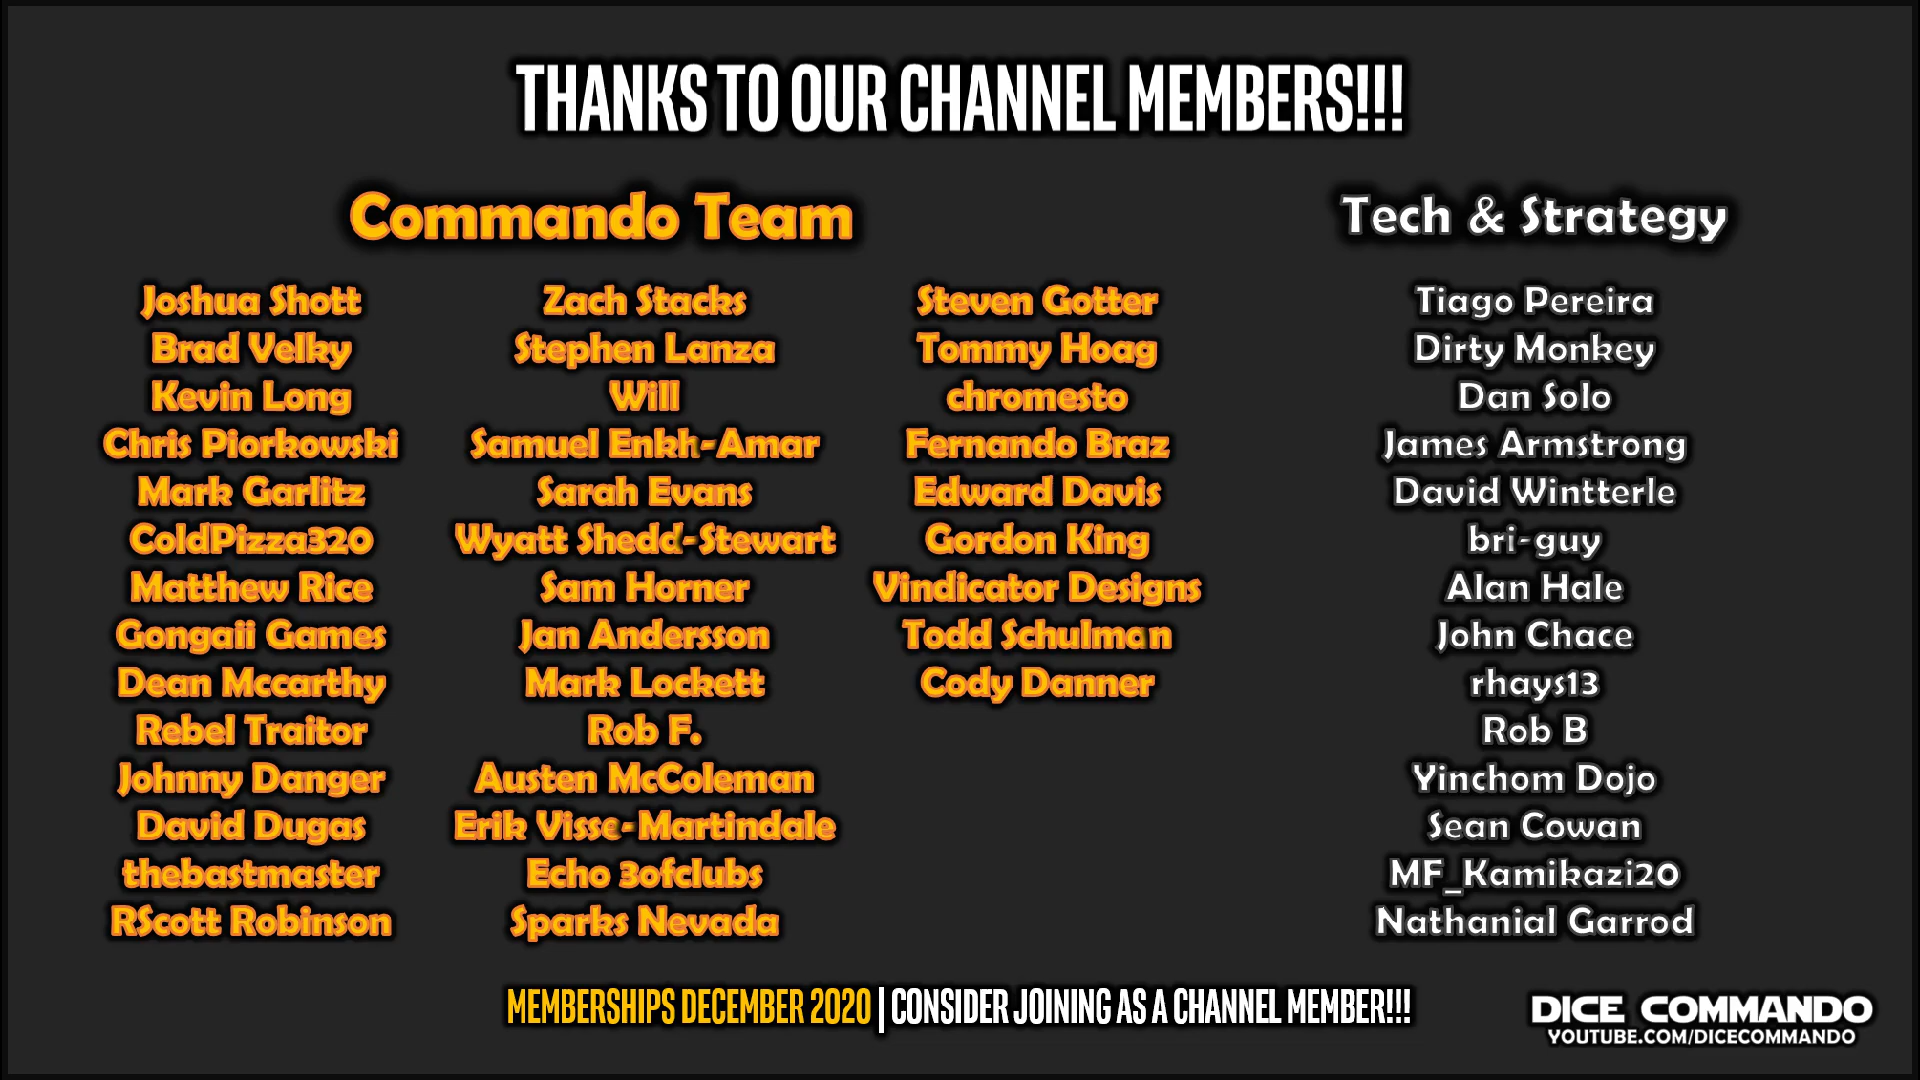 THANKS TO OUR CHANNEL MEMBERS!!!
Commando Team
Joshua Shott
Brad Velky
Kevin Long
Chris Piorkowski
Mark Garlitz
ColdPizza320
Matthew Rice
Gongaii Games
Dean Mccarthy
Rebel Traitor
Johnny Danger
David Dugas
thebastmaster
RScott Robinson
Zach Stacks
Stephen Lanza
Will
Samuel Enkh-Amar
Sarah Evans
Wyatt Shedd-Stewart
Sam Horner
Jan Andersson
Mark Lockett
Rob F.
Austen McColeman
Erik Visse-Martindale
Echo 3ofclubs
Sparks Nevada
Steven Gotter
Tommy Hoag
chromesto
Fernando Braz
Edward Davis
Gordon King
Vindicator Designs
Todd Schulman
Cody Danner
Tech & Strategy
Tiago Pereira
Dirty Monkey
Dan Solo
James Armstrong
David Wintterle
bri-guy
Alan Hale
John Chace
rhays13
Rob B
Yinchom Dojo
Sean Cowan
MF_Kamikazi20
Nathanial Garrod
MEMBERSHIPS DECEMBER 2020 | CONSIDER JOINING AS A CHANNEL MEMBER!!!
DICE COMMANDO
YOUTUBE.COM/DICECOMMANDO